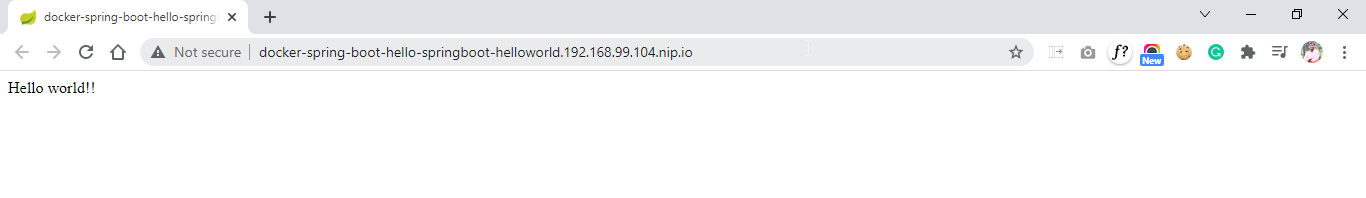 docker-spring-boot-hello-spring
Not secure docker-spring-boot-hello-springboot-helloworld.192.168.99.104.nip.io
f?
New
Hello world!!